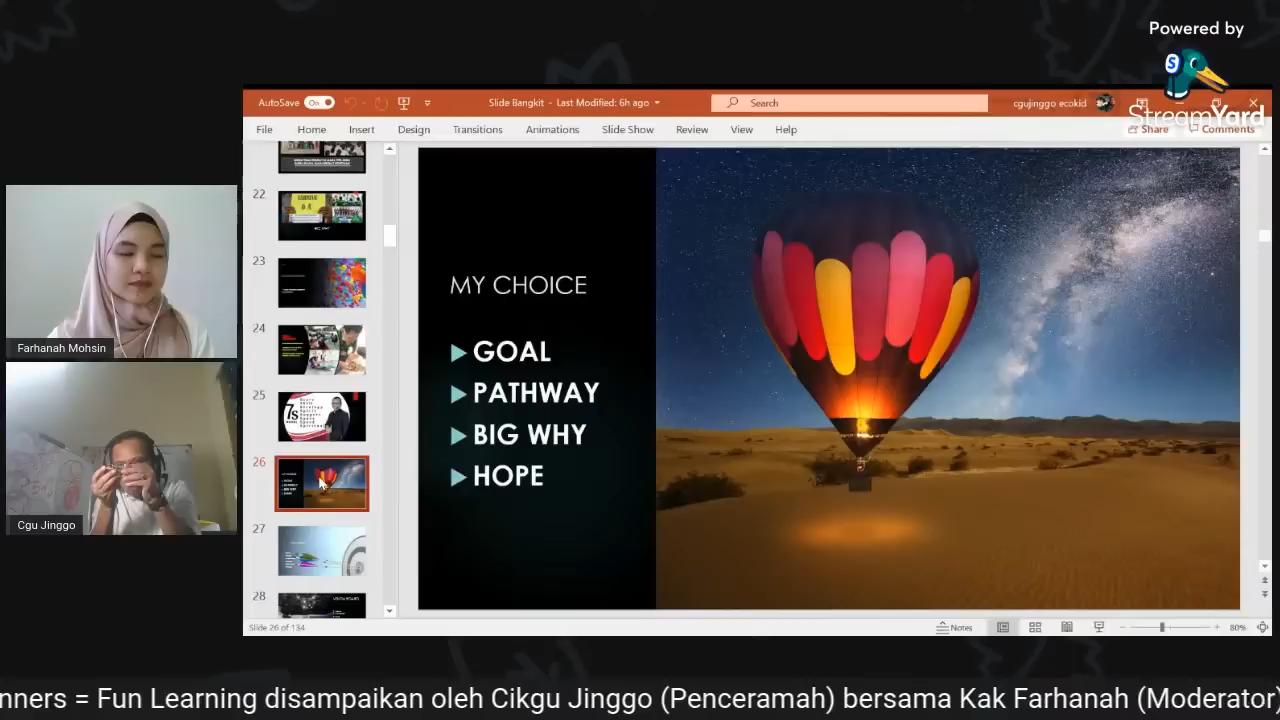 Powered by
StreamYard
AutoSave On
Slide Bangkit - Last Modified: 6h ago
Search
cgujinggo ecokid
File Home Insert Design Transitions Animations Slide Show Review View Help
Share Comments
22
23
24
25
26
27
28
MY CHOICE
GOAL
PATHWAY
BIG WHY
HOPE
Farhanah Mohsin
Cgu Jinggo
Slide 26 of 134
Notes
80%
nners = Fun Learning disampaikan oleh Cikgu Jinggo (Penceramah) bersama Kak Farhanah (Moderator)